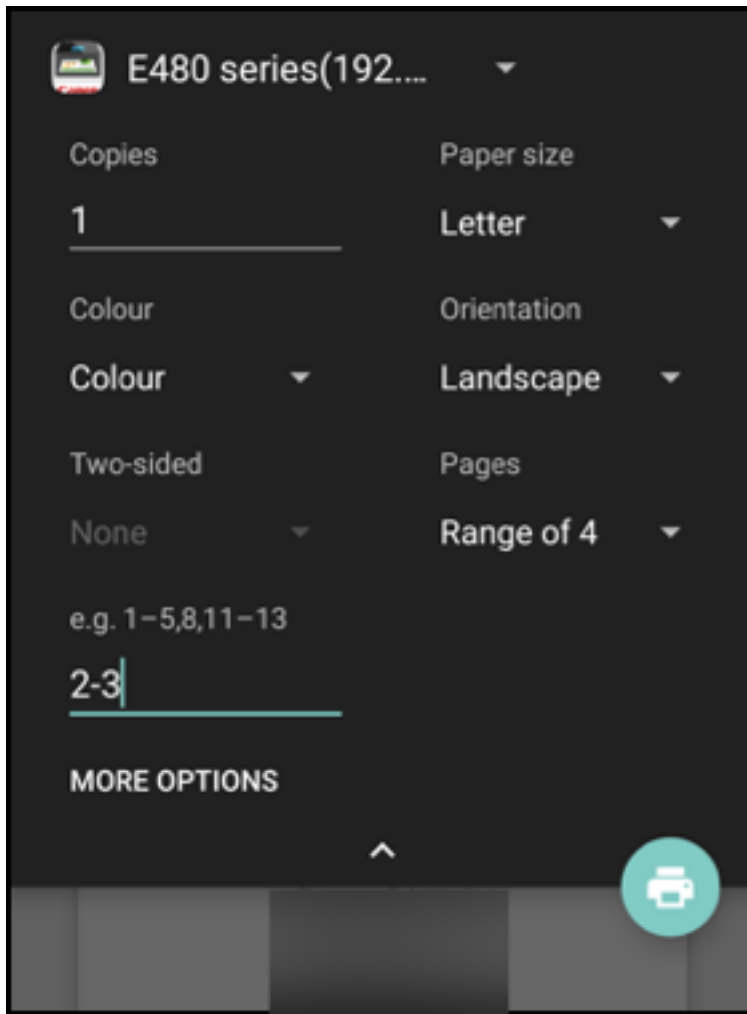 E480 series(192....
Copies
Paper size
1
Letter
Colour
Orientation
Colour
Landscape
Two-sided
Pages
None
Range of 4
e.g. 1–5,8,11–13
2-3
MORE OPTIONS